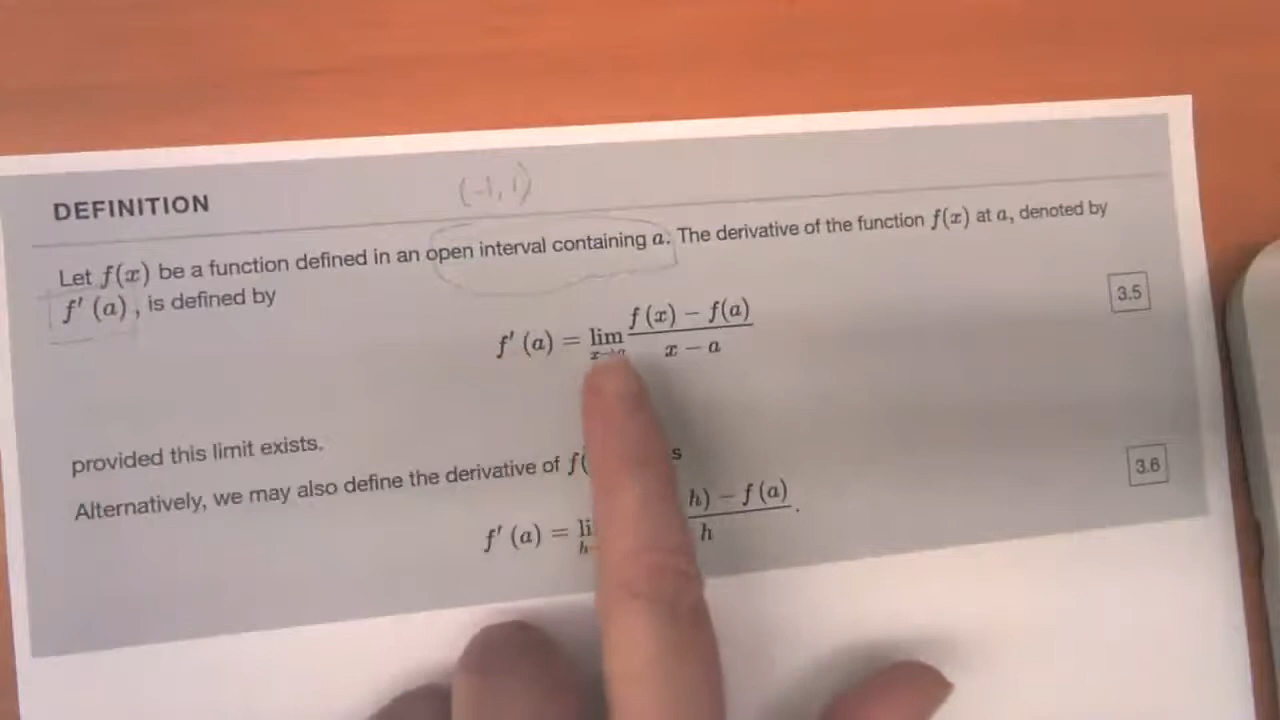 DEFINITION (-1, 1)
Let f(x) be a function defined in an open interval containing a. The derivative of the function f(x) at a, denoted by
f′ (a) , is defined by
f′ (a) = lim x→a f (x) − f(a) / x − a 3.5
provided this limit exists.
Alternatively, we may also define the derivative of f( s
f′ (a) = li h) − f (a) / h . 3.6